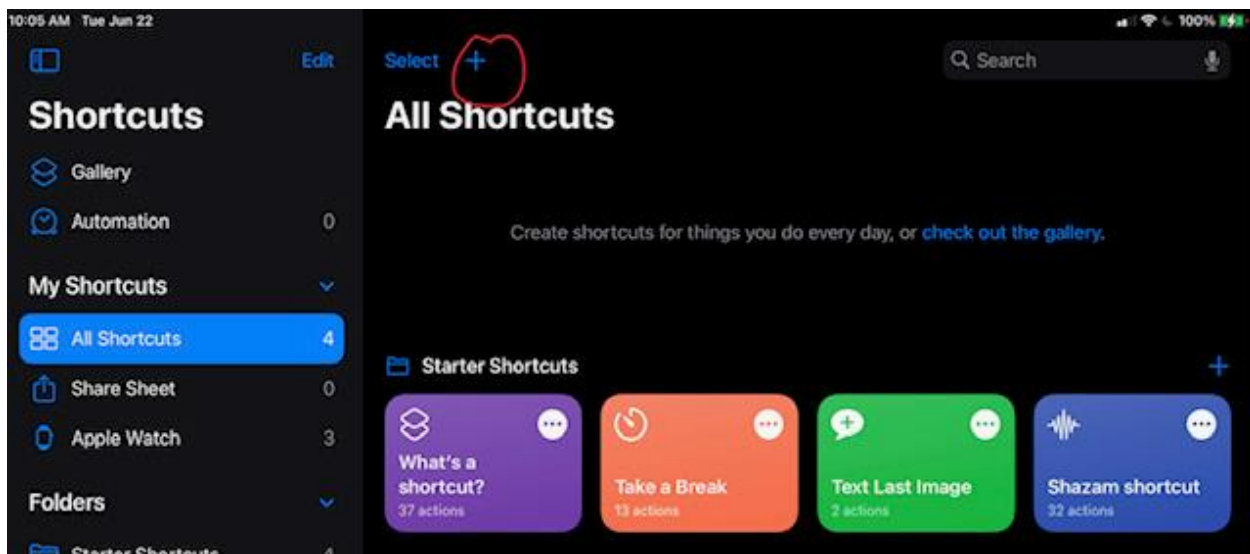 10:05 AM Tue Jun 22
100%
Edit
Select
Search
Shortcuts
All Shortcuts
Gallery
Automation 0
Create shortcuts for things you do every day, or check out the gallery.
My Shortcuts
All Shortcuts 4
Starter Shortcuts
Share Sheet 0
Apple Watch 3
What's a
shortcut?
37 actions
Take a Break
13 actions
Text Last Image
2 actions
Shazam shortcut
32 actions
Folders
Starter Shortcuts 4